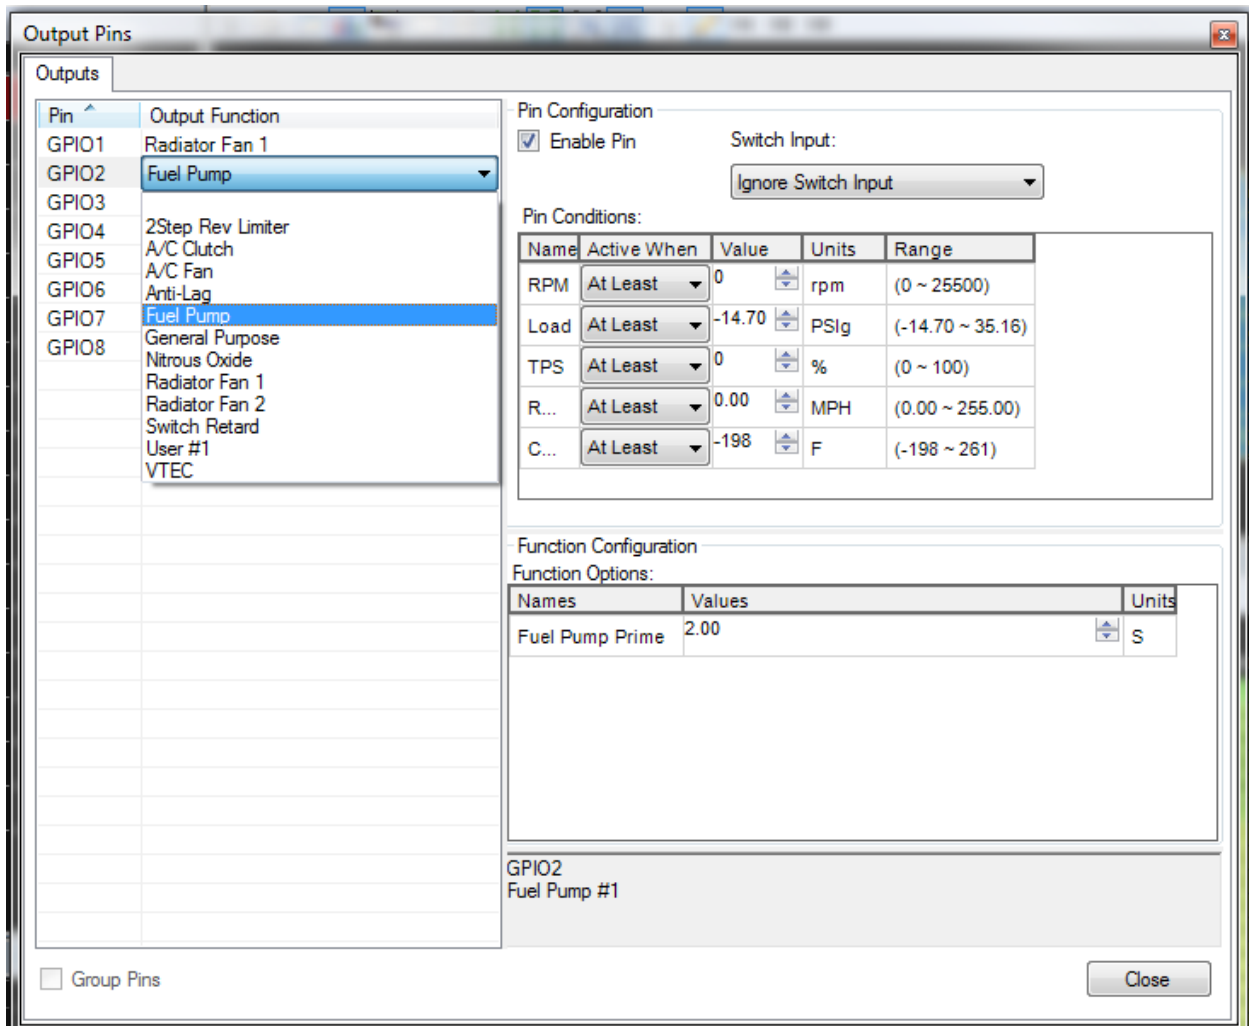 Output Pins
Outputs
Pin Output Function
GPIO1 Radiator Fan 1
GPIO2 Fuel Pump
GPIO3
GPIO4
GPIO5
GPIO6
GPIO7
GPIO8
2Step Rev Limiter
A/C Clutch
A/C Fan
Anti-Lag
Fuel Pump
General Purpose
Nitrous Oxide
Radiator Fan 1
Radiator Fan 2
Switch Retard
User #1
VTEC
Pin Configuration
Enable Pin Switch Input:
Ignore Switch Input
Pin Conditions:
Name Active When Value Units Range
RPM At Least 0 rpm (0 ~ 25500)
Load At Least -14.70 PSIg (-14.70 ~ 35.16)
TPS At Least 0 % (0 ~ 100)
R... At Least 0.00 MPH (0.00 ~ 255.00)
C... At Least -198 F (-198 ~ 261)
Function Configuration
Function Options:
Names Values Units
Fuel Pump Prime 2.00 S
GPIO2
Fuel Pump #1
Group Pins Close